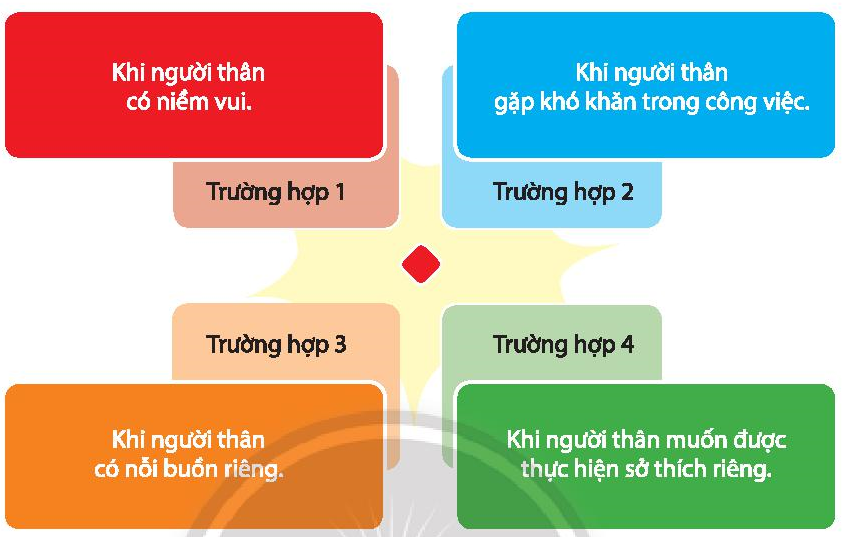 Khi người thân
có niềm vui.
Trường hợp 1
Khi người thân
gặp khó khăn trong công việc.
Trường hợp 2
Trường hợp 3
Khi người thân
có nỗi buồn riêng.
Trường hợp 4
Khi người thân muốn được
thực hiện sở thích riêng.